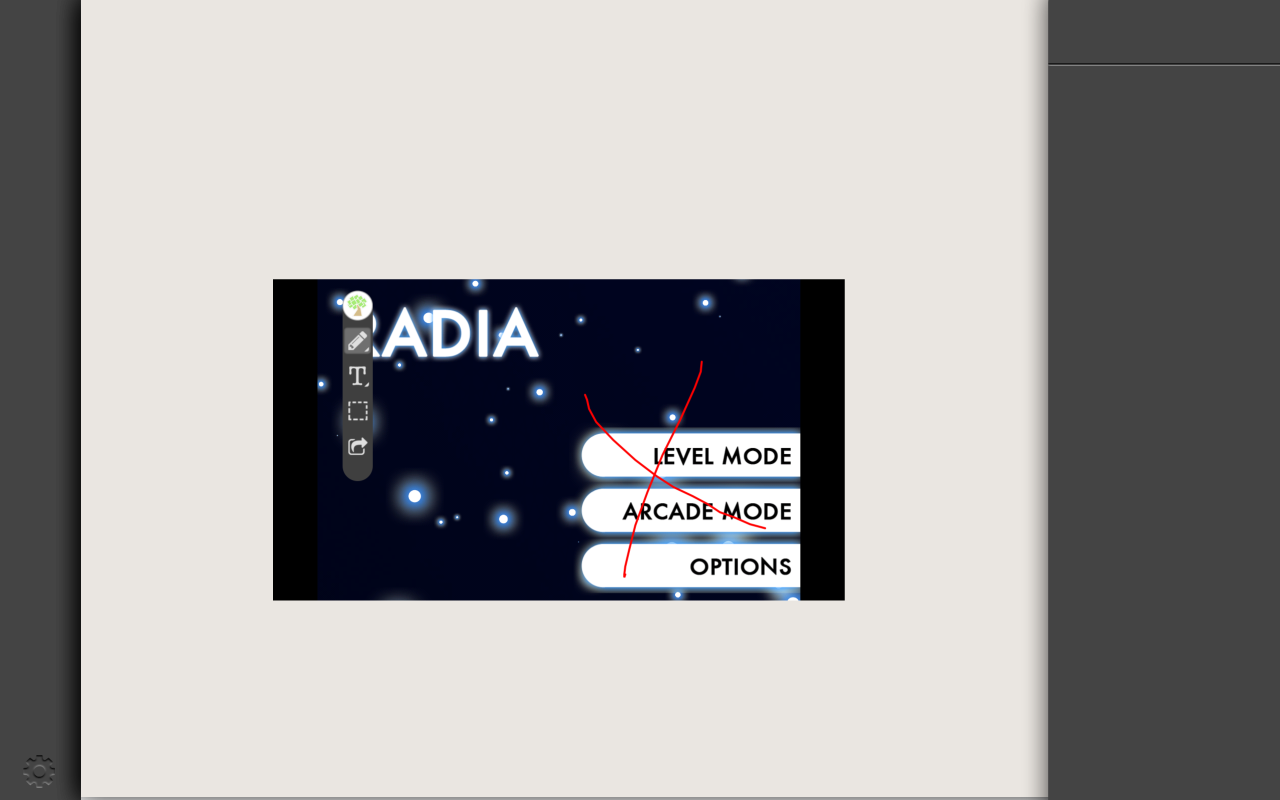 RADIA
T
LEVEL MODE
ARCADE MODE
OPTIONS